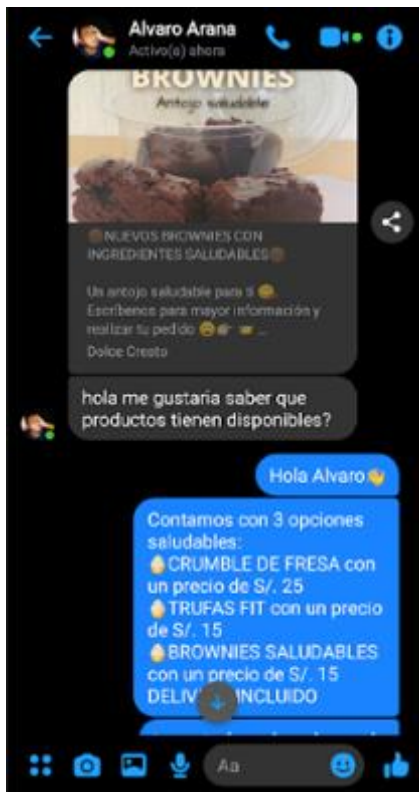 Alvaro Arana
Activo(a) ahora
BROWNIES
Antojo saludable
🍪NUEVOS BROWNIES CON
INGREDIENTES SALUDABLES🍪
Un antojo saludable para ti
Escríbenos para mayor información y
realizar tu pedido
...
Dolce Cresto
hola me gustaria saber que
productos tienen disponibles?
Hola Alvaro👋
Contamos con 3 opciones
saludables:
🧁CRUMBLE DE FRESA con
un precio de S/. 25
🧁TRUFAS FIT con un precio
de S/. 15
🧁BROWNIES SALUDABLES
con un precio de S/. 15
INCLUIDO
Aa